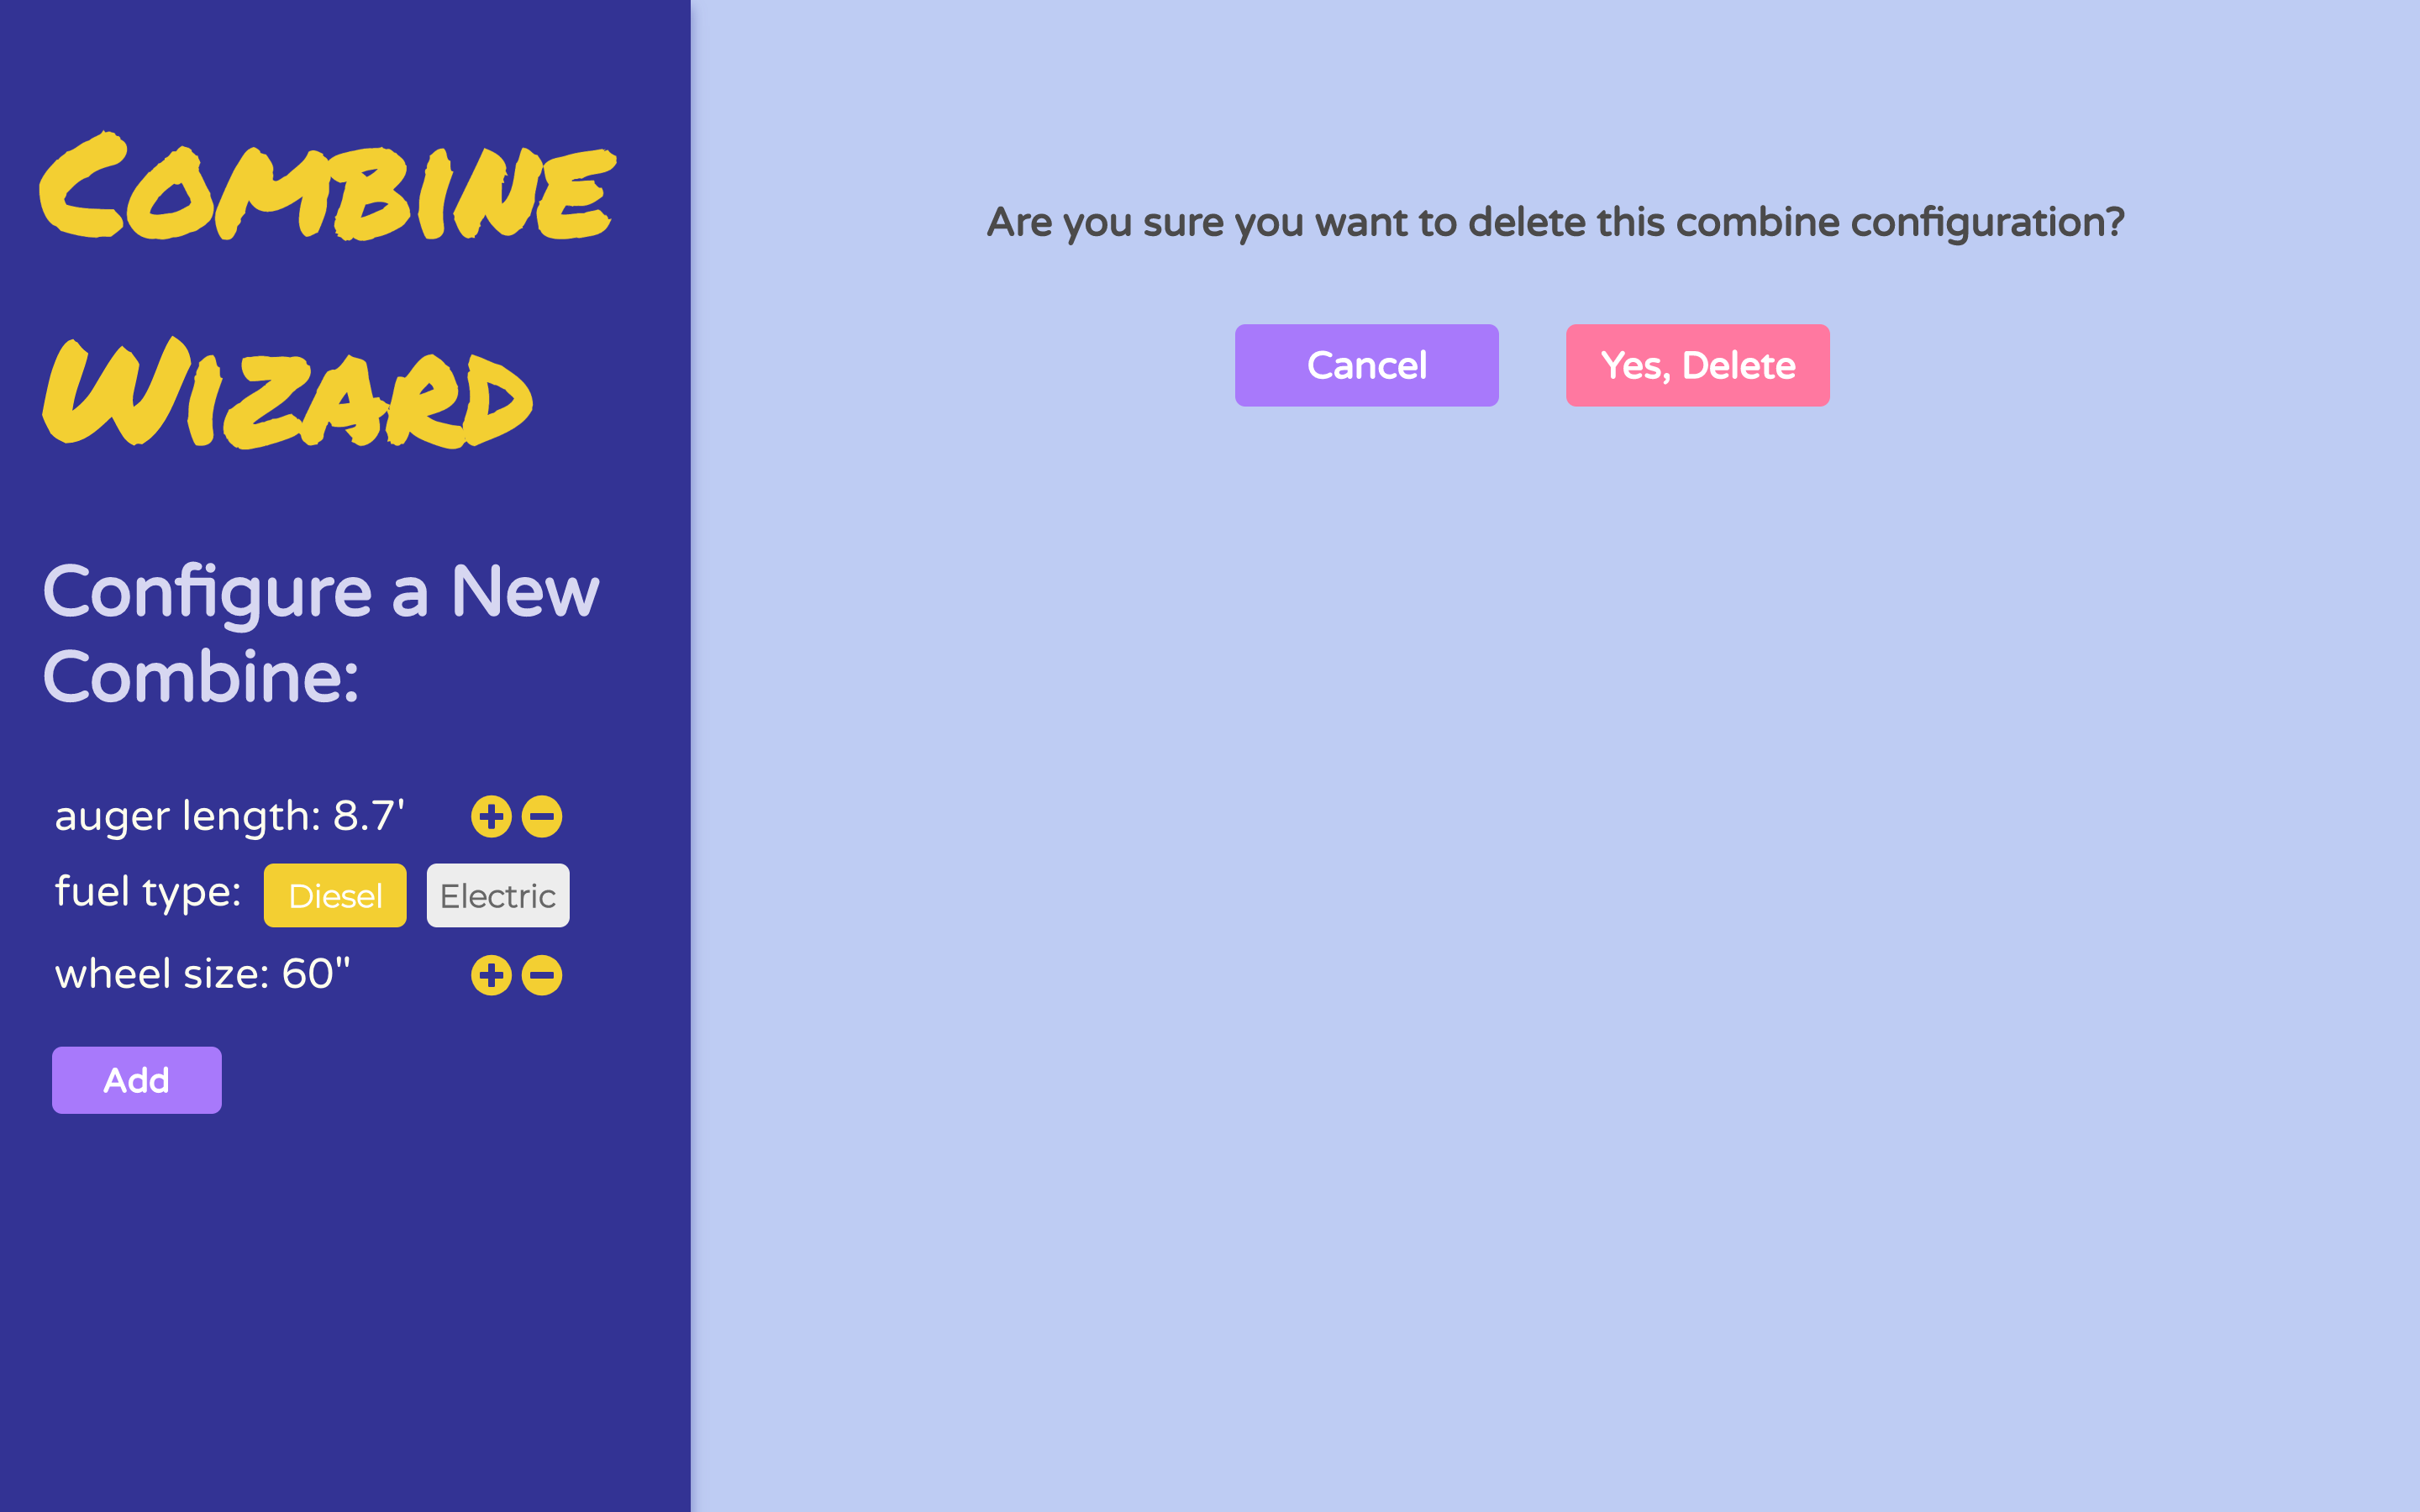 COMBINE
WIZARD
Configure a New
Combine:
auger length: 8.7'
fuel type: Diesel Electric
wheel size: 60"
Add
Are you sure you want to delete this combine configuration?
Cancel Yes, Delete